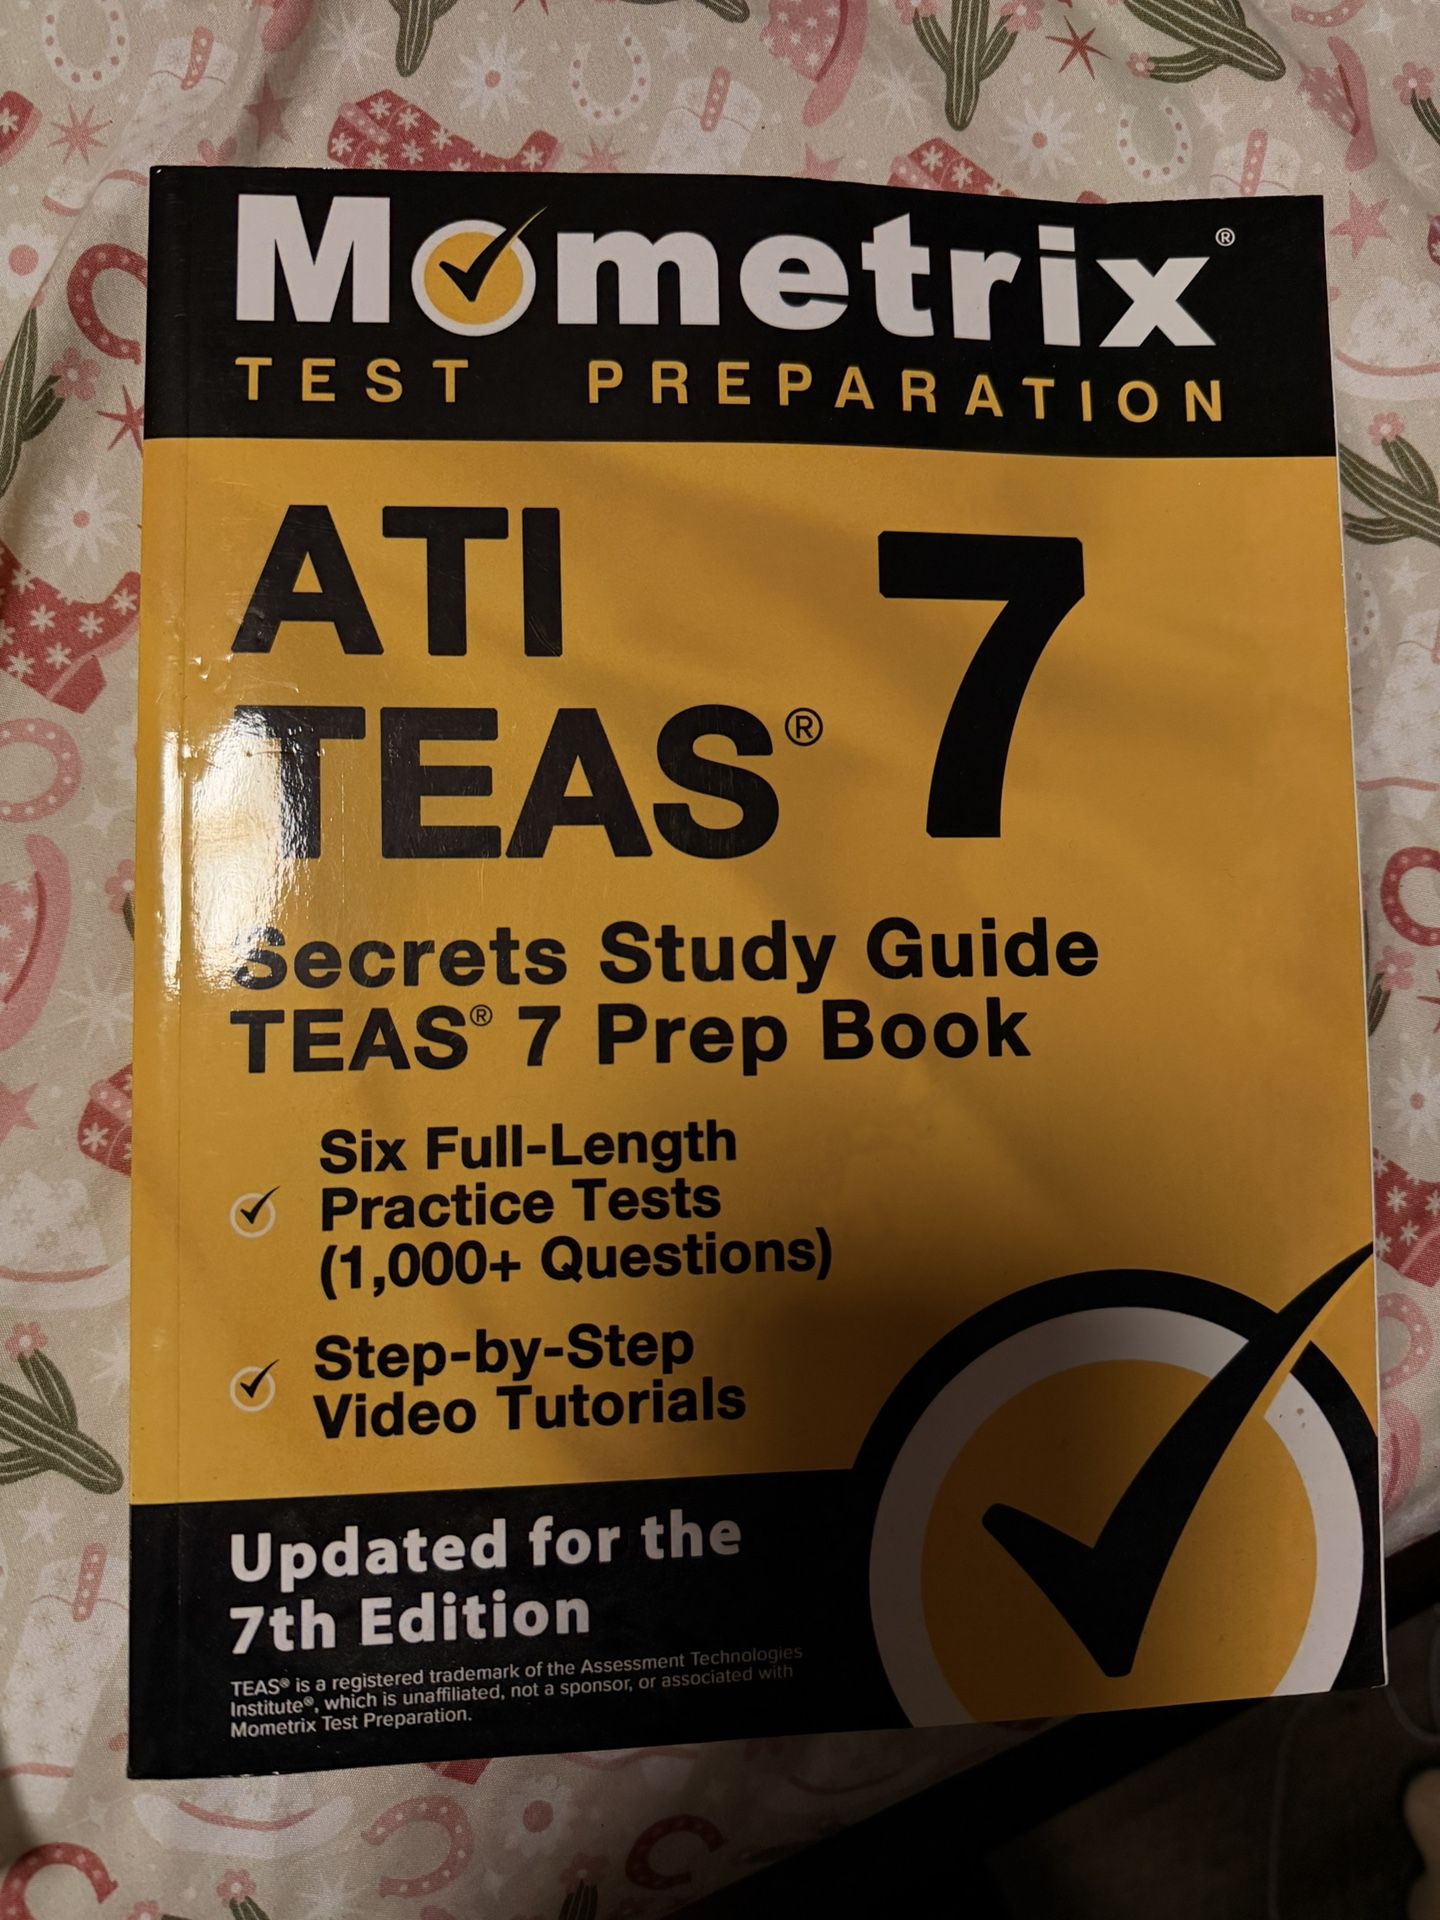 Mometrix®
TEST PREPARATION
ATI
TEAS® 7
Secrets Study Guide
TEAS® 7 Prep Book
Six Full-Length
Practice Tests
(1,000+ Questions)
Step-by-Step
Video Tutorials
Updated for the
7th Edition
TEAS® is a registered trademark of the Assessment Technologies
Institute®, which is unaffiliated, not a sponsor, or associated with
Mometrix Test Preparation.